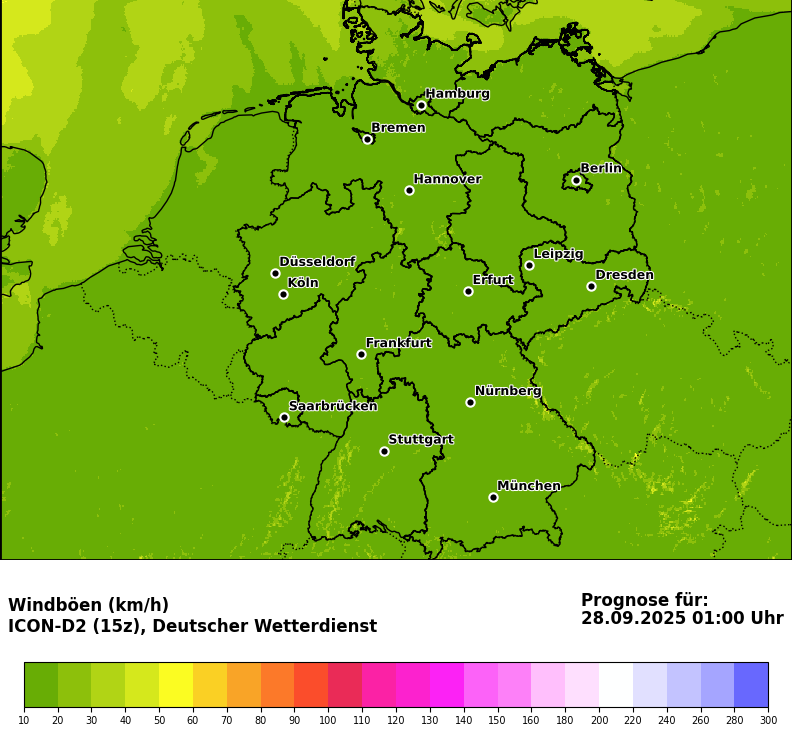 Hamburg
Bremen
Berlin
Hannover
Leipzig
Düsseldorf
Dresden
Erfurt
Köln
Frankfurt
Nürnberg
Saarbrücken
Stuttgart
München
Windböen (km/h)
ICON-D2 (15z), Deutscher Wetterdienst
Prognose für:
28.09.2025 01:00 Uhr
10 20 30 40 50 60 70 80 90 100 110 120 130 140 150 160 180 200 220 240 260 280 300